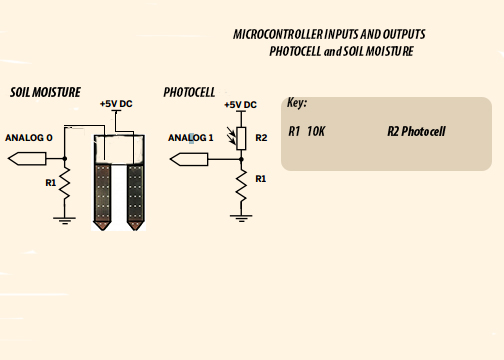 MICROCONTROLLER INPUTS AND OUTPUTS
PHOTOCELL and SOIL MOISTURE
SOIL MOISTURE
+5V DC
ANALOG 0
R1
PHOTOCELL
+5V DC
ANALOG 1
R2
R1
Key:
R1 10K R2 Photocell